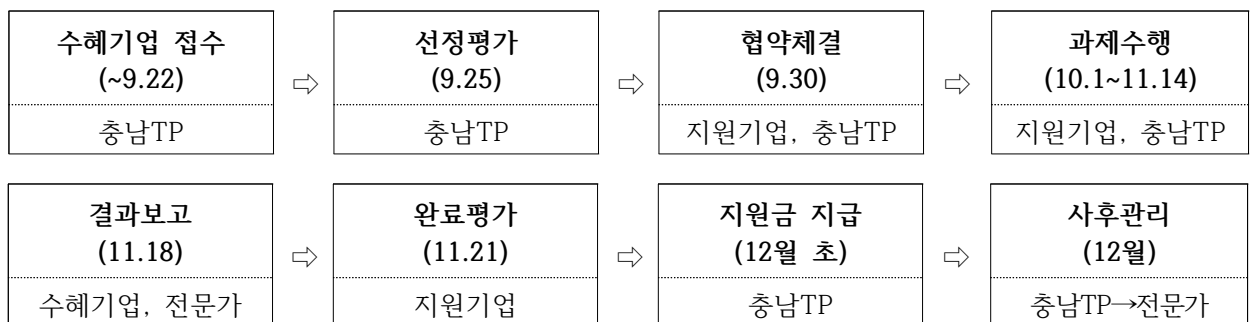 수혜기업 접수
(~9.22)
충남TP
⇨
선정평가
(9.25)
충남TP
⇨
협약체결
(9.30)
지원기업, 충남TP
⇨
과제수행
(10.1~11.14)
지원기업, 충남TP
결과보고
(11.18)
수혜기업, 전문가
⇨
완료평가
(11.21)
지원기업
⇨
지원금 지급
(12월 초)
충남TP
⇨
사후관리
(12월)
충남TP→전문가